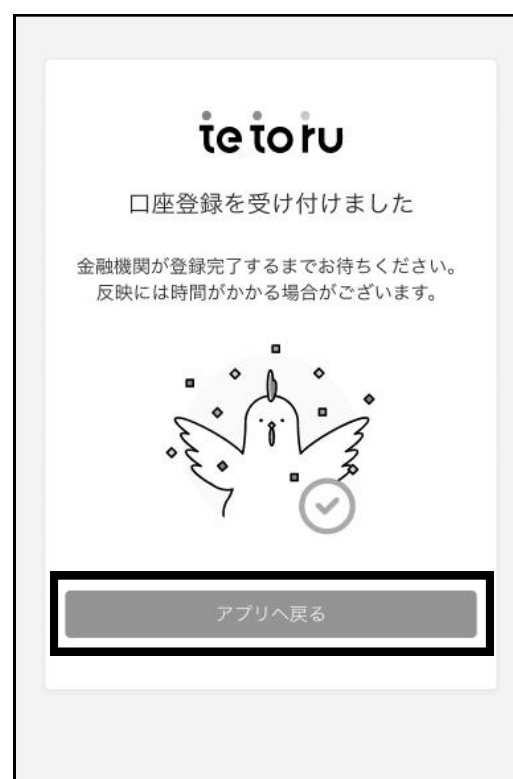 tetoru
口座登録を受け付けました
金融機関が登録完了するまでお待ちください。
反映には時間がかかる場合がございます。
アプリへ戻る